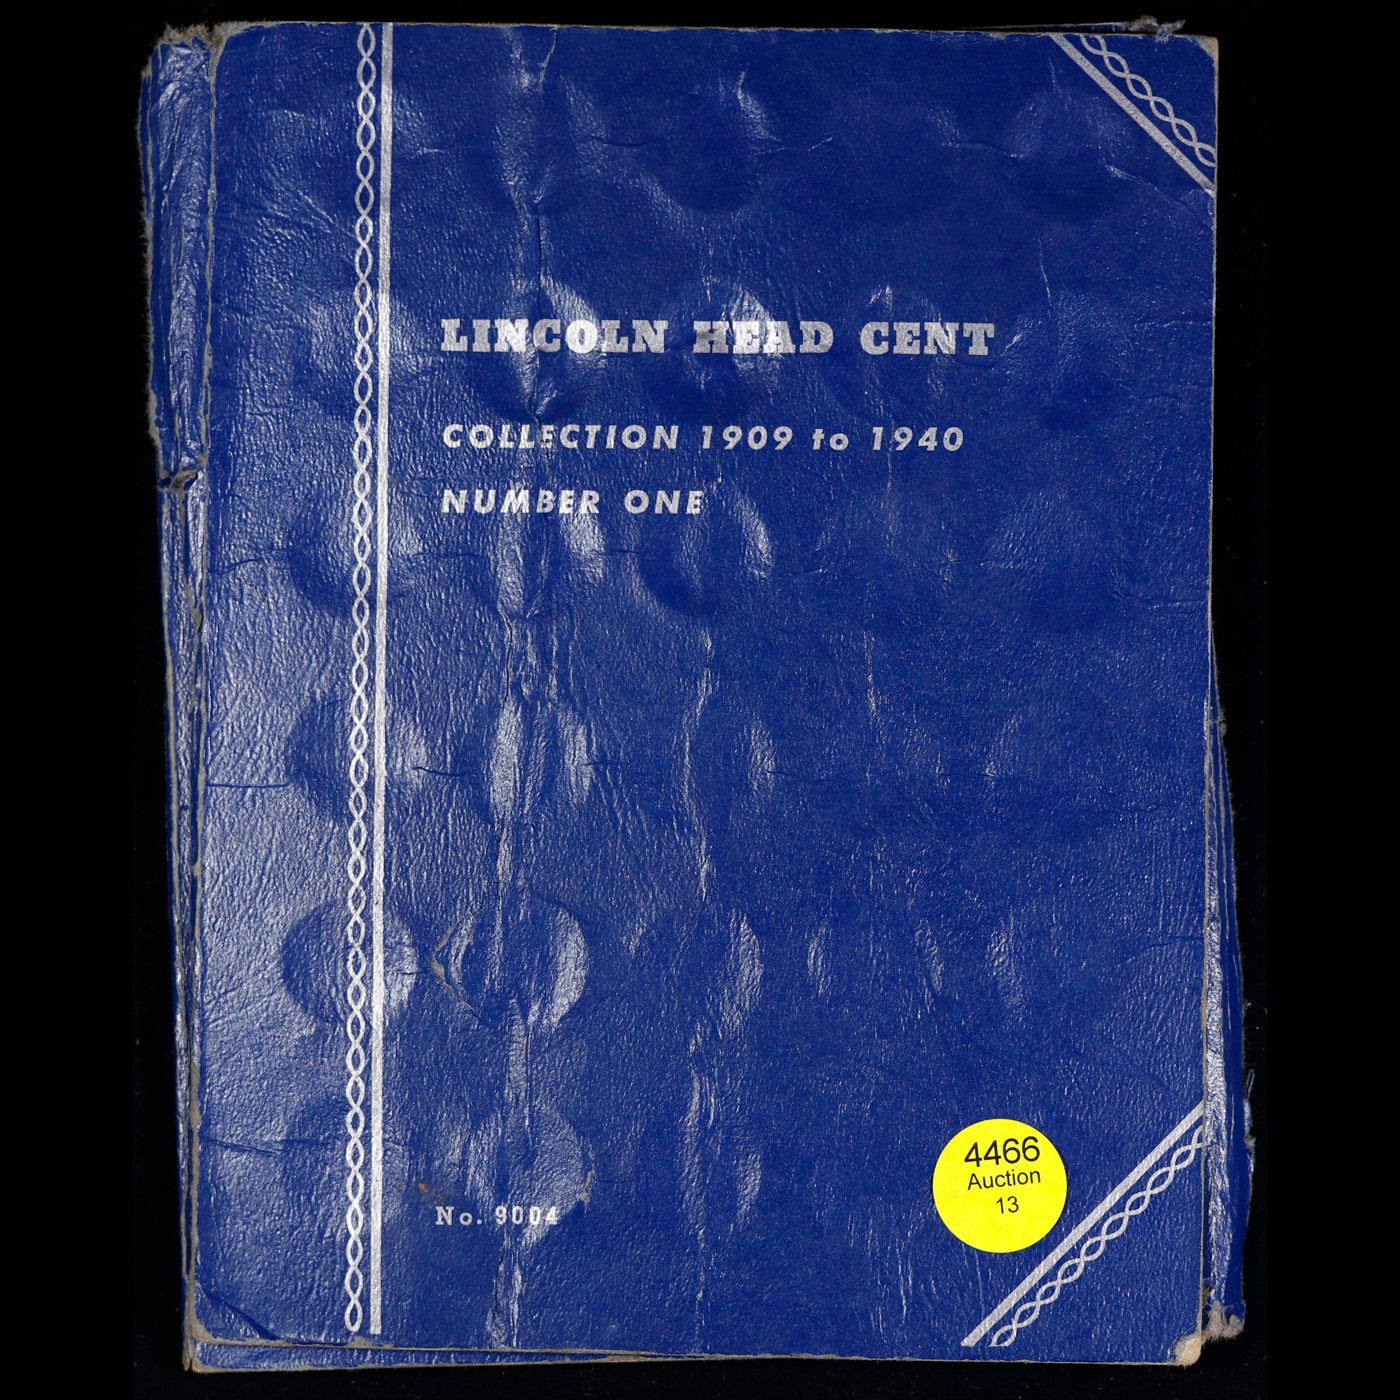 LINCOLN HEAD CENT
COLLECTION 1909 to 1940
NUMBER ONE
No. 9004
4466
Auction
13